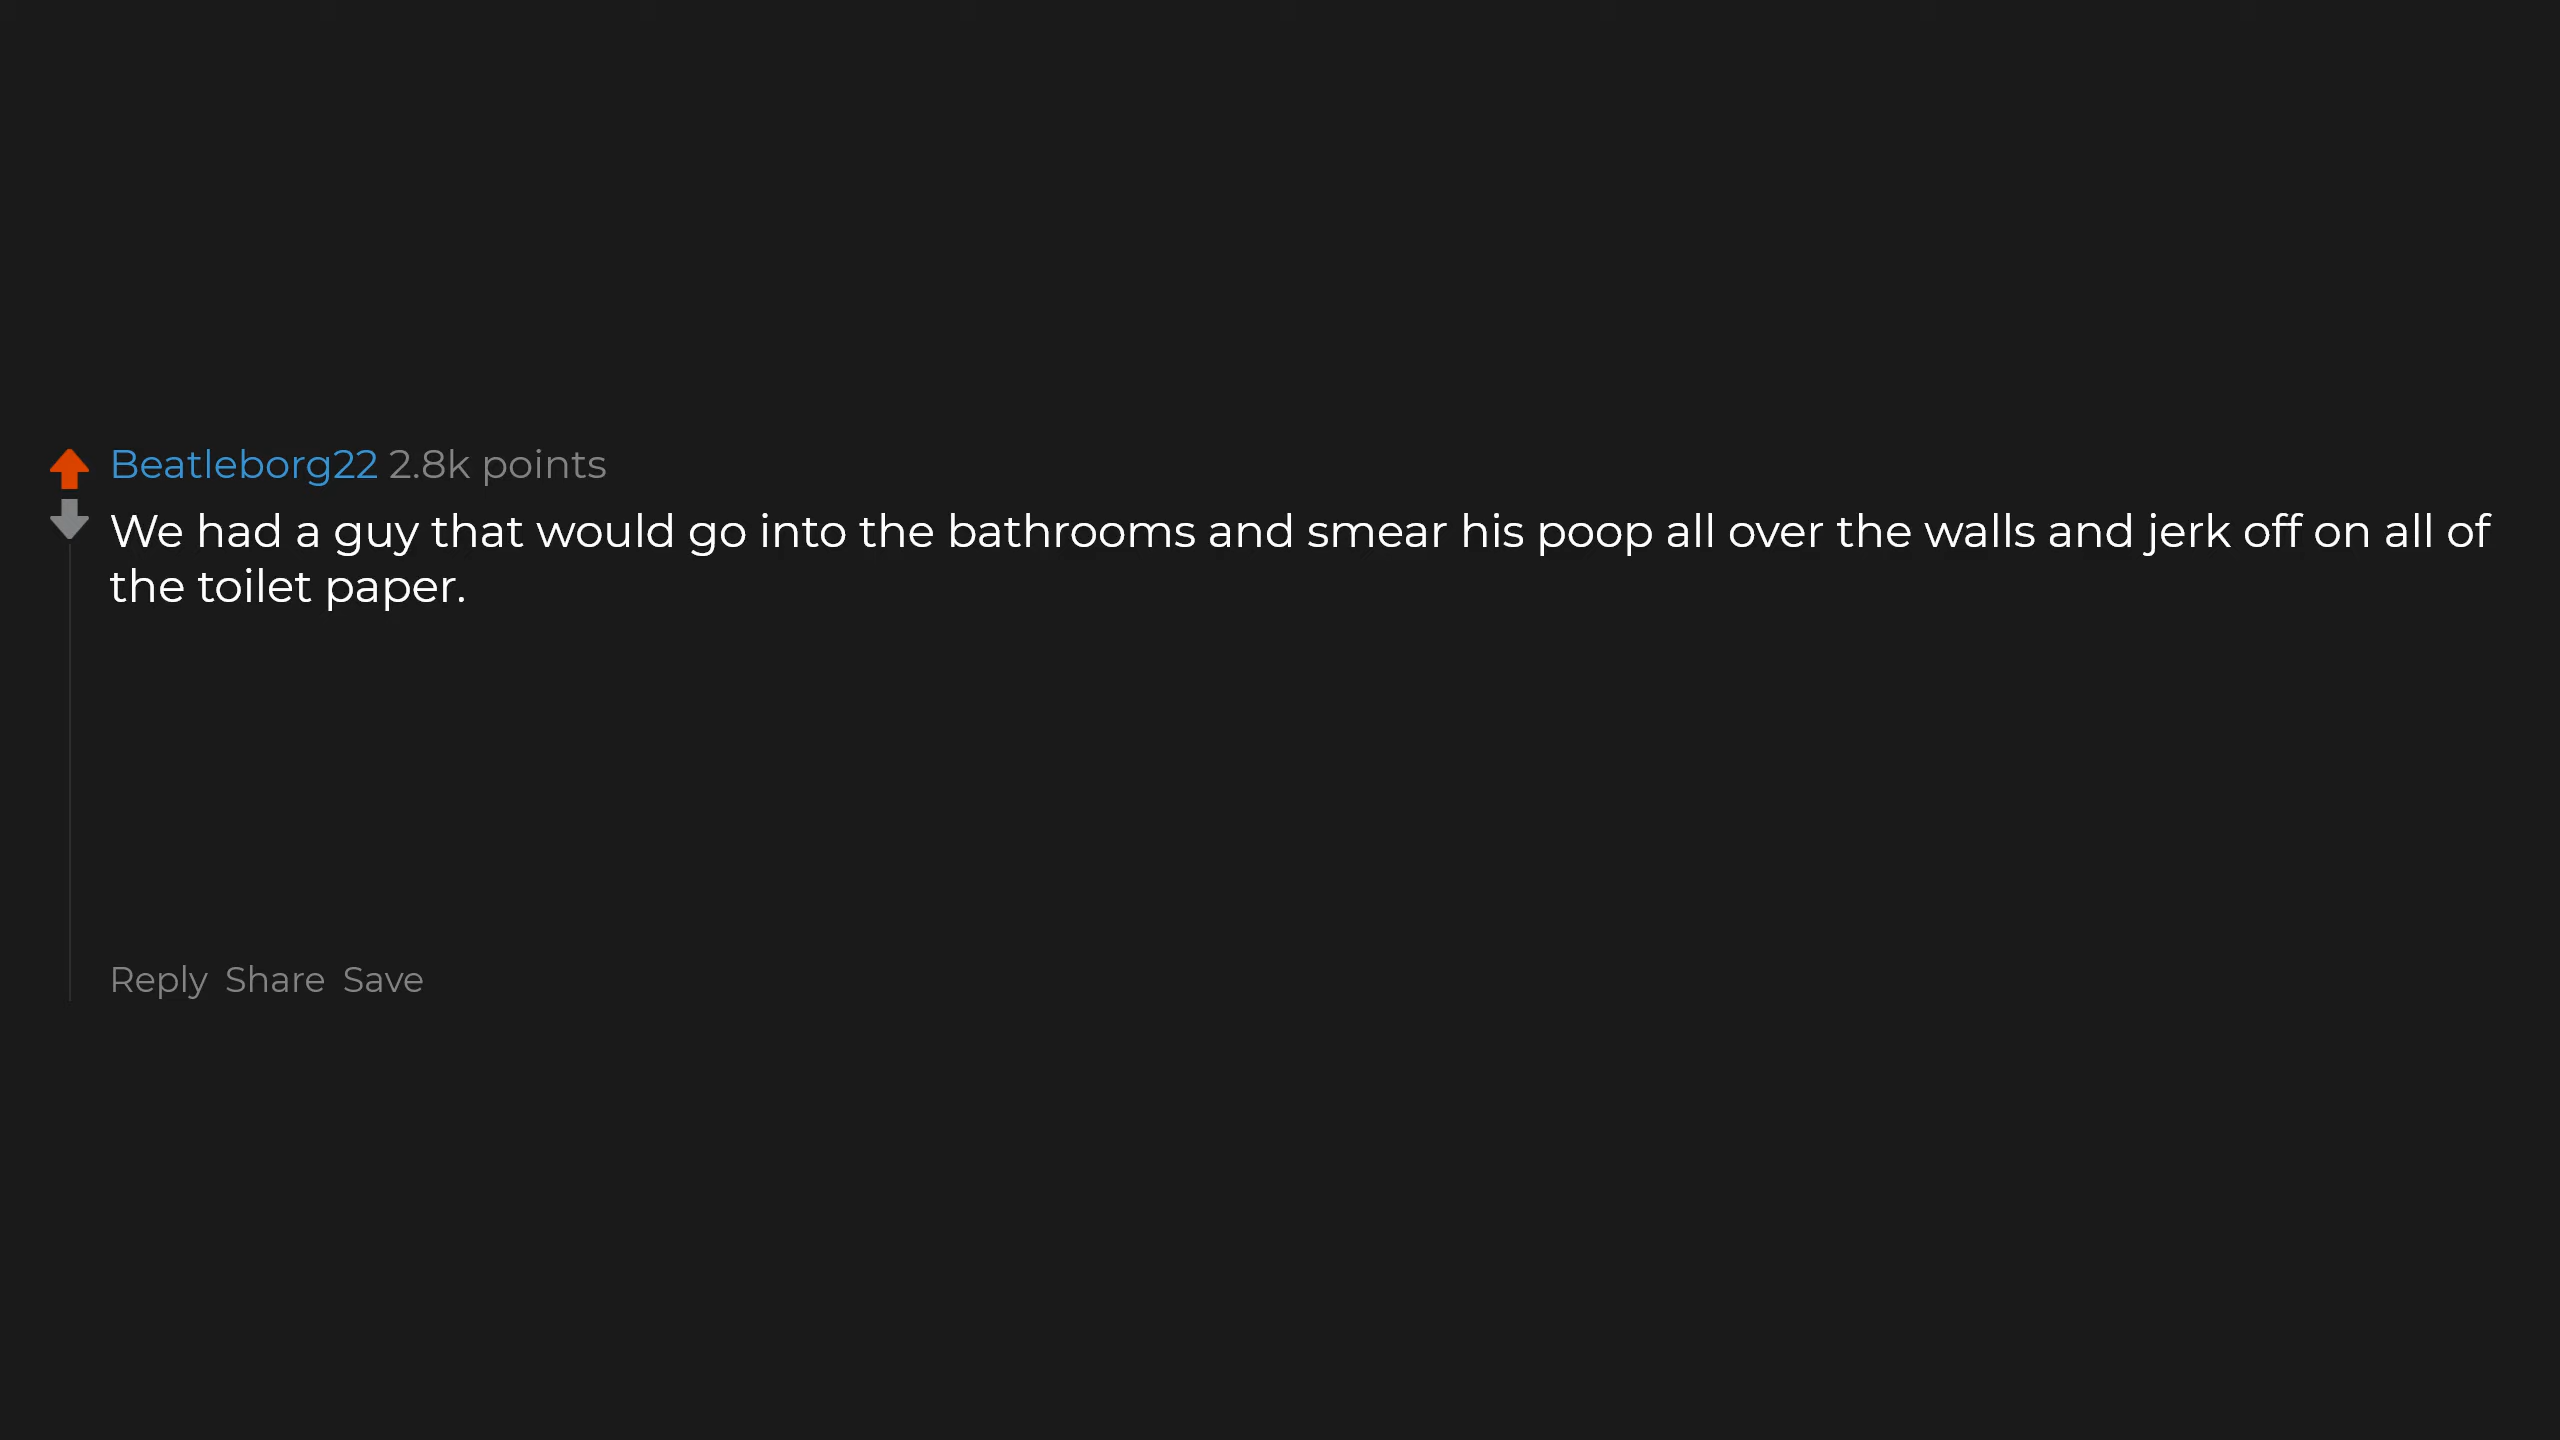 Beatleborg22 2.8k points
We had a guy that would go into the bathrooms and smear his poop all over the walls and jerk off on all of
the toilet paper.
Reply Share Save